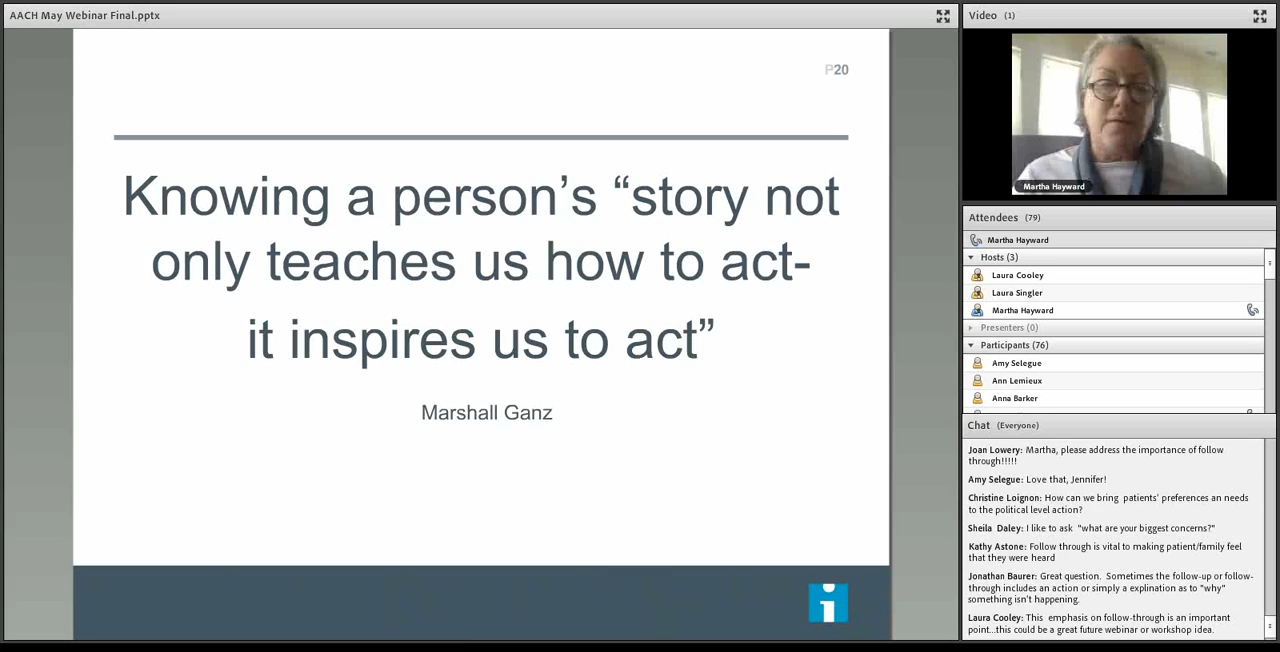 AACH May Webinar Final.pptx
P20
Knowing a person’s “story not
only teaches us how to act-
it inspires us to act”
Marshall Ganz
Video (1)
Martha Hayward
Attendees (79)
Martha Hayward
Hosts (3)
Laura Cooley
Laura Singler
Martha Hayward
Presenters (0)
Participants (76)
Amy Selegue
Ann Lemieux
Anna Barker
Chat (Everyone)
Joan Lowery: Martha, please address the importance of follow
through!!!!!
Amy Selegue: Love that, Jennifer!
Christine Loignon: How can we bring patients' preferences an needs
to the political level action?
Sheila Daley: I like to ask "what are your biggest concerns?"
Kathy Astone: Follow through is vital to making patient/family feel
that they were heard
Jonathan Baurer: Great question. Sometimes the follow-up or follow-
through includes an action or simply a explination as to "why"
something isn't happening.
Laura Cooley: This emphasis on follow-through is an important
point...this could be a great future webinar or workshop idea.